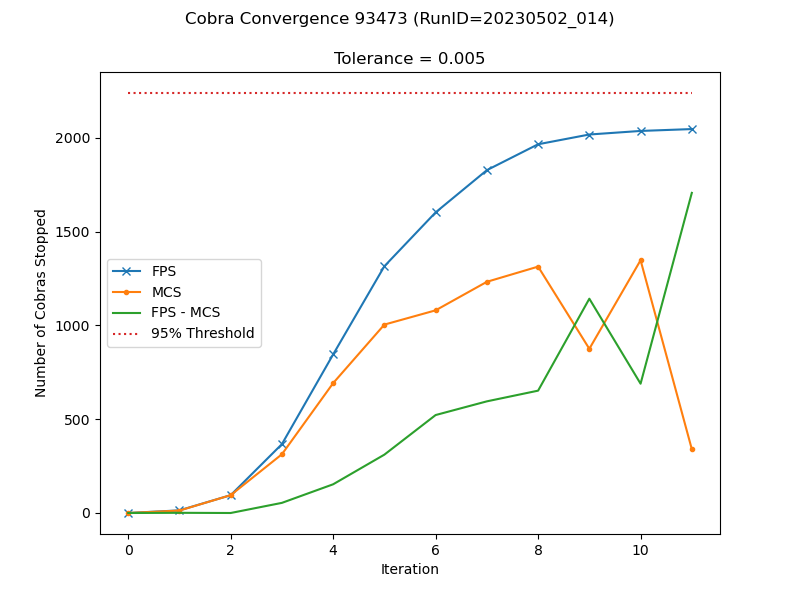 Cobra Convergence 93473 (RunID=20230502_014)
Tolerance = 0.005
Number of Cobras Stopped
2000
1500
1000
500
0
FPS
MCS
FPS - MCS
95% Threshold
0 2 4 6 8 10
Iteration